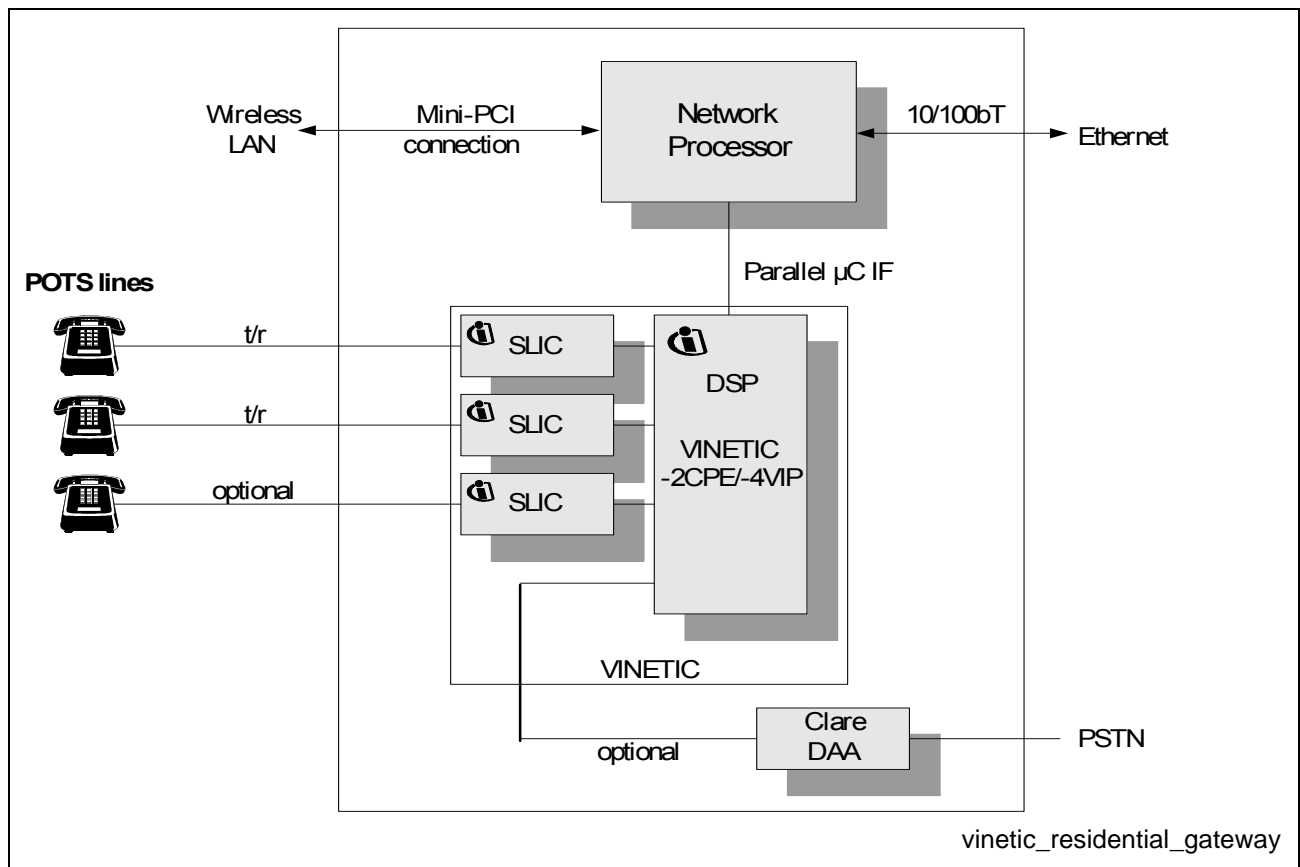 Wireless
LAN
Mini-PCI
connection
Network
Processor
10/100bT
Ethernet
Parallel µC IF
POTS lines
t/r
SLIC
DSP
t/r
SLIC
VINETIC
-2CPE/-4VIP
optional
SLIC
VINETIC
optional
Clare
DAA
PSTN
vinetic_residential_gateway